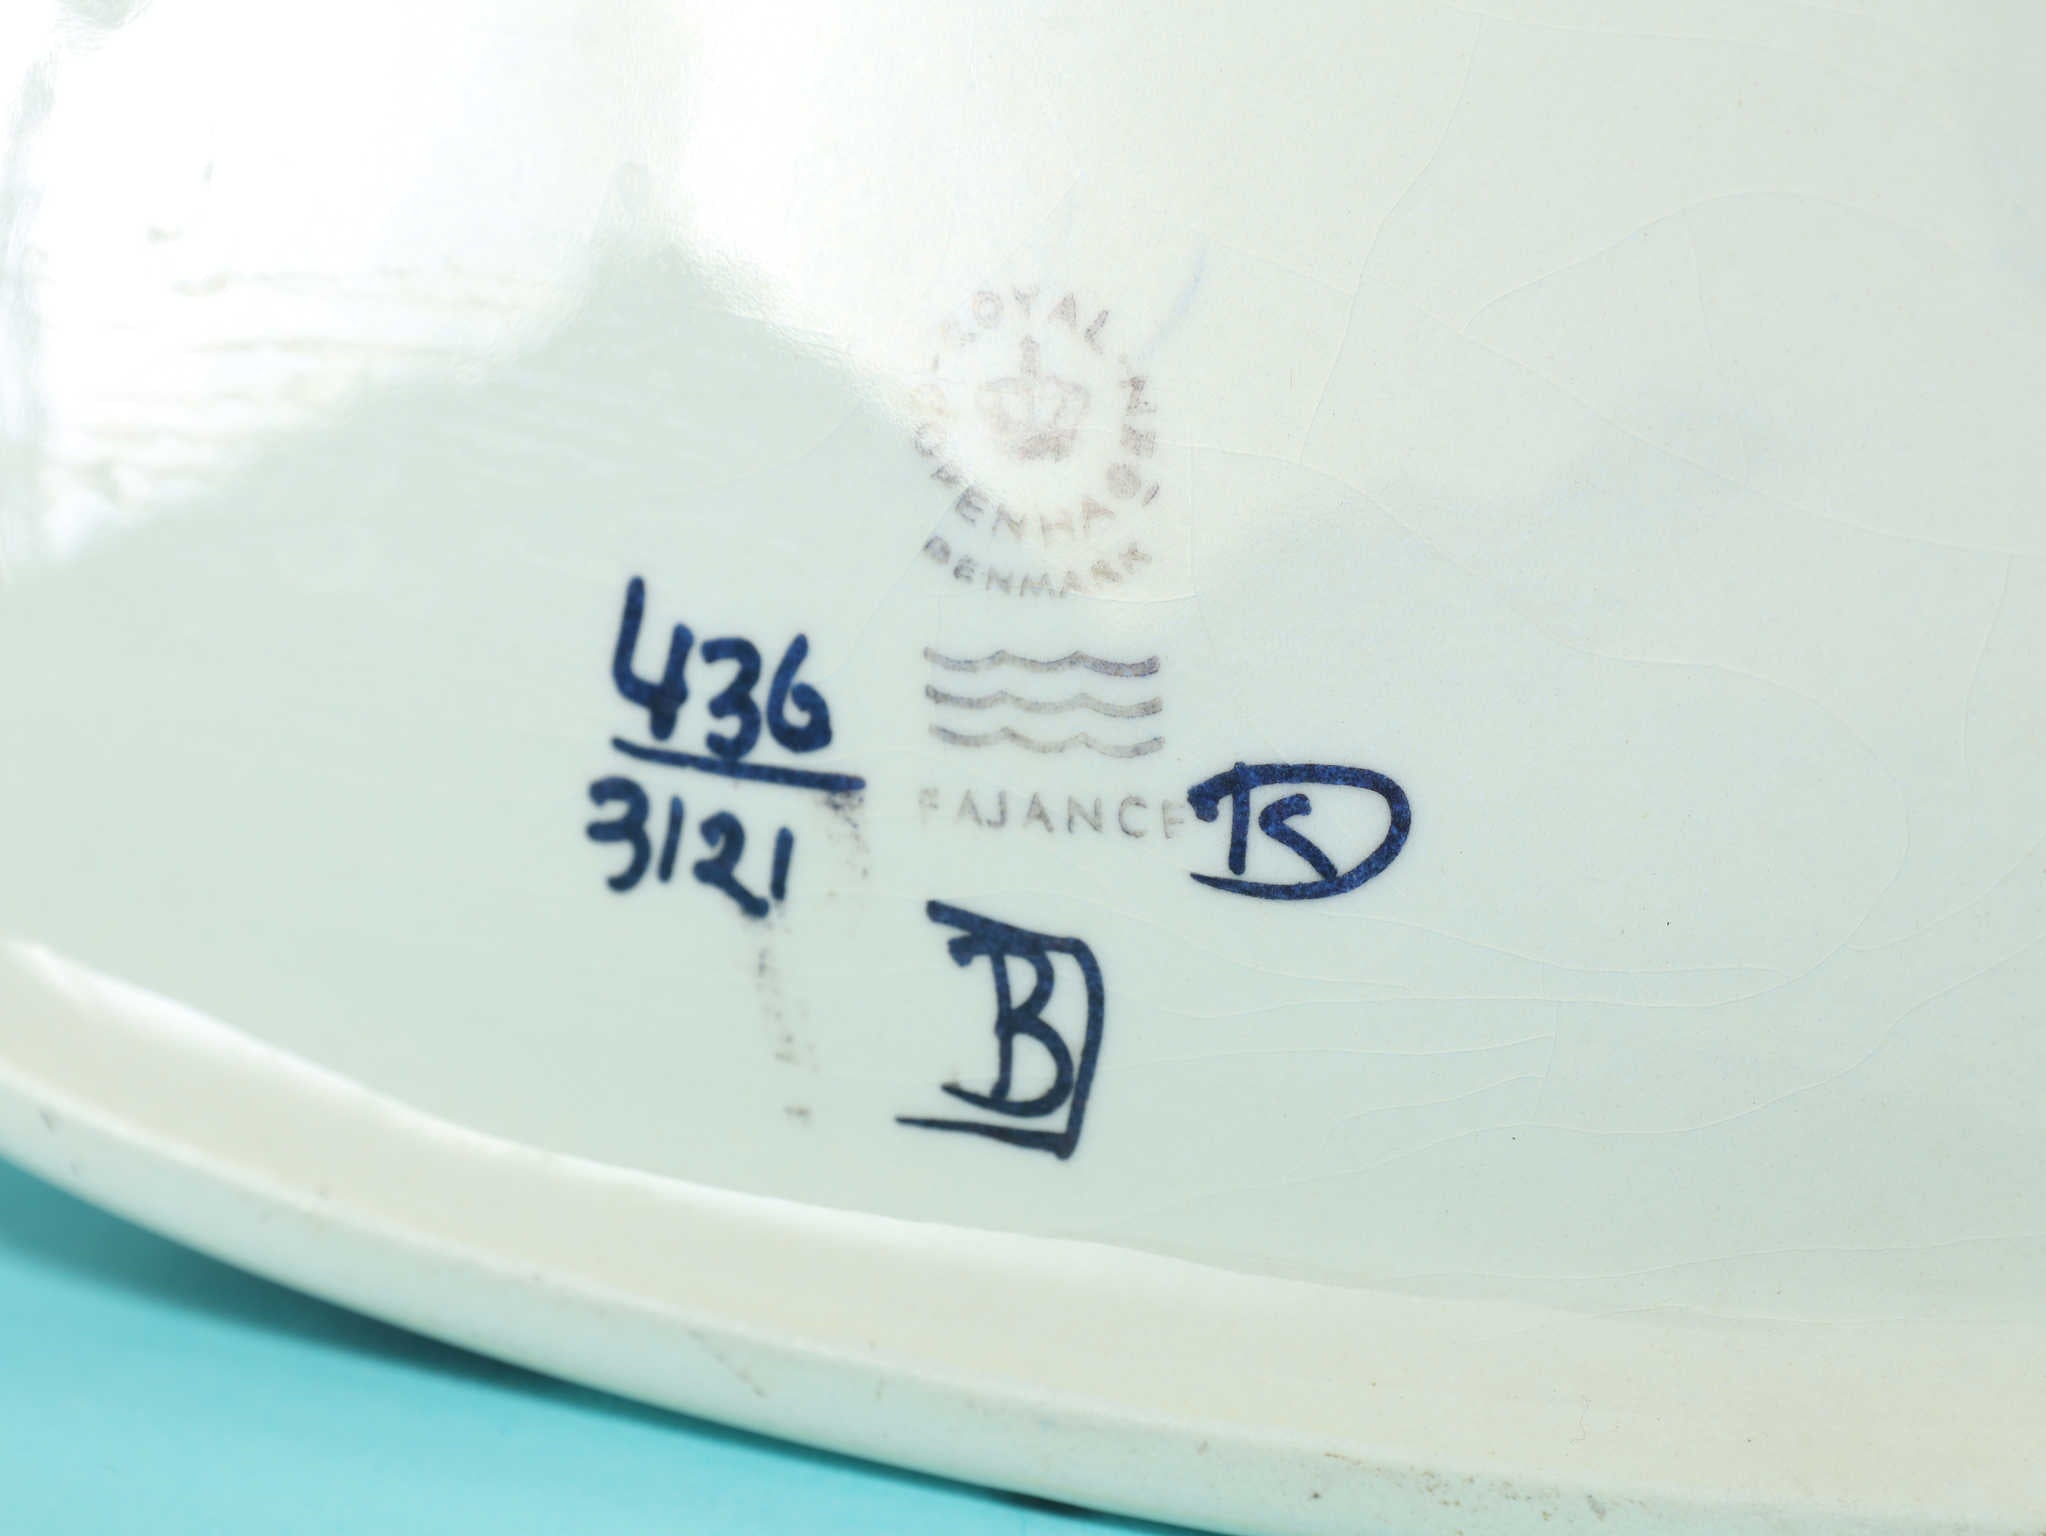 ROYAL
COPENHAGEN
DENMARK
436
3121
FAJANCE
B